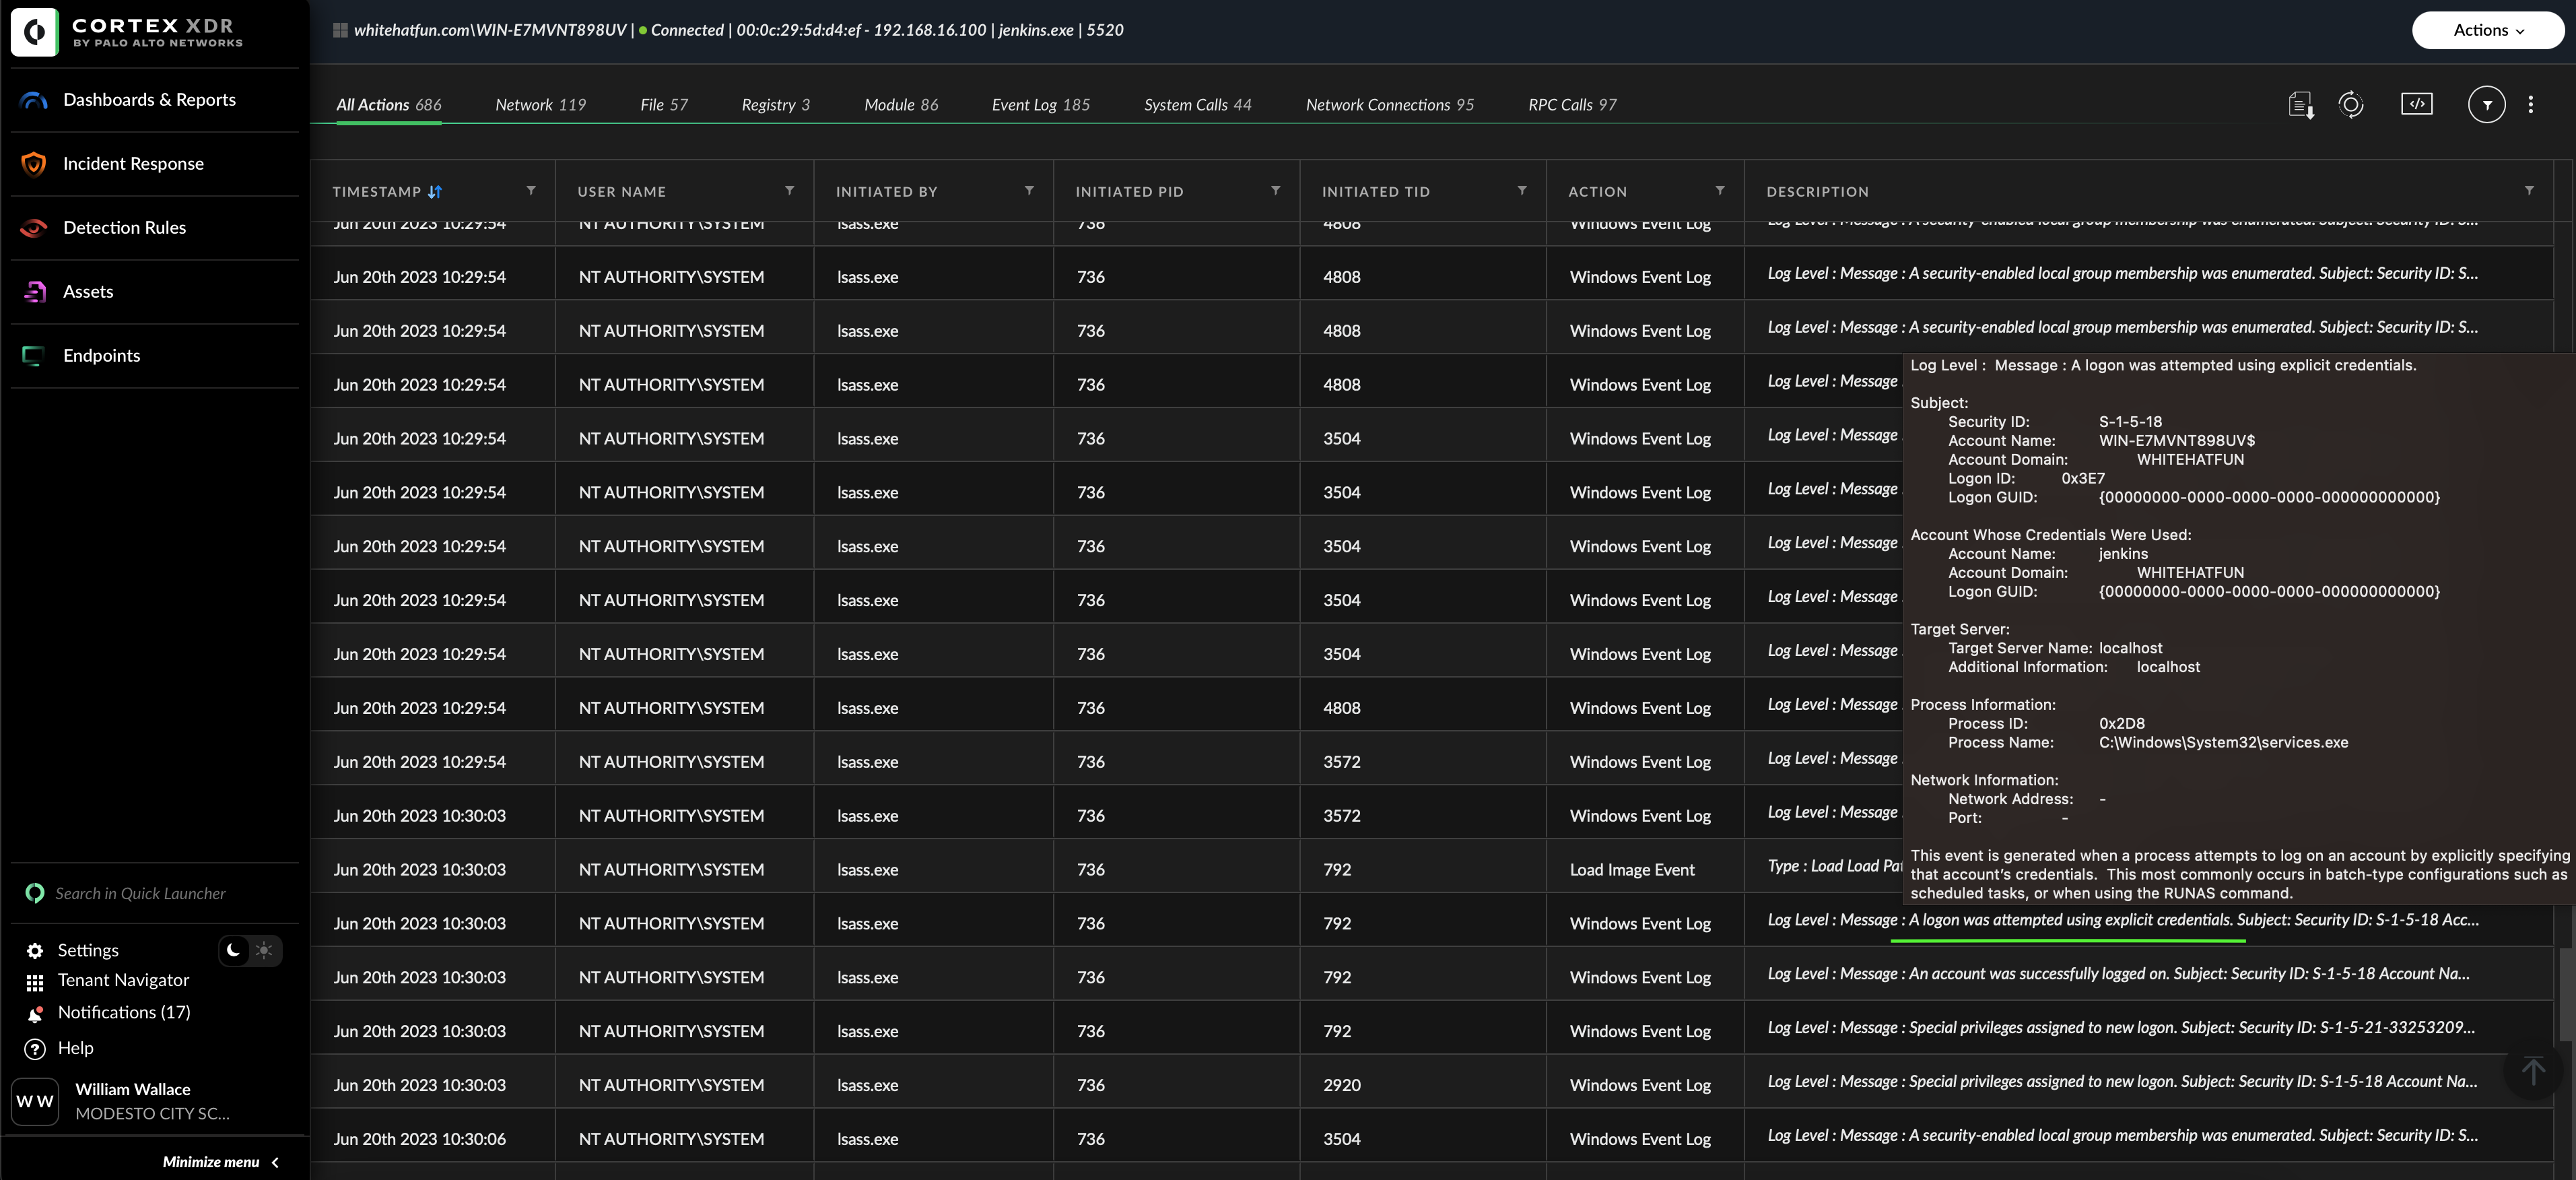 CORTEX XDR
BY PALO ALTO NETWORKS
whitehatfun.com\WIN-E7MVNT898UV | Connected | 00:0c:29:5d:d4:ef - 192.168.16.100 | jenkins.exe | 5520
Actions
Dashboards & Reports
Incident Response
Detection Rules
Assets
Endpoints
Search in Quick Launcher
Settings
Tenant Navigator
Notifications (17)
Help
W W
William Wallace
MODESTO CITY SC...
Minimize menu
All Actions 686 Network 119 File 57 Registry 3 Module 86 Event Log 185 System Calls 44 Network Connections 95 RPC Calls 97
TIMESTAMP USER NAME INITIATED BY INITIATED PID INITIATED TID ACTION DESCRIPTION
Jun 20th 2023 10:29:54 NT AUTHORITY\SYSTEM lsass.exe 736 4808 Windows Event Log Log Level : Message : A security-enabled local group membership was enumerated. Subject: Security ID: S...
Jun 20th 2023 10:29:54 NT AUTHORITY\SYSTEM lsass.exe 736 4808 Windows Event Log Log Level : Message : A security-enabled local group membership was enumerated. Subject: Security ID: S...
Jun 20th 2023 10:29:54 NT AUTHORITY\SYSTEM lsass.exe 736 4808 Windows Event Log Log Level : Message : A security-enabled local group membership was enumerated. Subject: Security ID: S...
Jun 20th 2023 10:29:54 NT AUTHORITY\SYSTEM lsass.exe 736 4808 Windows Event Log Log Level : Message
Jun 20th 2023 10:29:54 NT AUTHORITY\SYSTEM lsass.exe 736 3504 Windows Event Log Log Level : Message
Jun 20th 2023 10:29:54 NT AUTHORITY\SYSTEM lsass.exe 736 3504 Windows Event Log Log Level : Message
Jun 20th 2023 10:29:54 NT AUTHORITY\SYSTEM lsass.exe 736 3504 Windows Event Log Log Level : Message
Jun 20th 2023 10:29:54 NT AUTHORITY\SYSTEM lsass.exe 736 3504 Windows Event Log Log Level : Message
Jun 20th 2023 10:29:54 NT AUTHORITY\SYSTEM lsass.exe 736 3504 Windows Event Log Log Level : Message
Jun 20th 2023 10:29:54 NT AUTHORITY\SYSTEM lsass.exe 736 4808 Windows Event Log Log Level : Message
Jun 20th 2023 10:29:54 NT AUTHORITY\SYSTEM lsass.exe 736 3572 Windows Event Log Log Level : Message
Jun 20th 2023 10:30:03 NT AUTHORITY\SYSTEM lsass.exe 736 3572 Windows Event Log Log Level : Message
Jun 20th 2023 10:30:03 NT AUTHORITY\SYSTEM lsass.exe 736 792 Load Image Event Type : Load Load Pat
Jun 20th 2023 10:30:03 NT AUTHORITY\SYSTEM lsass.exe 736 792 Windows Event Log Log Level : Message : A logon was attempted using explicit credentials. Subject: Security ID: S-1-5-18 Acc...
Jun 20th 2023 10:30:03 NT AUTHORITY\SYSTEM lsass.exe 736 792 Windows Event Log Log Level : Message : An account was successfully logged on. Subject: Security ID: S-1-5-18 Account Na...
Jun 20th 2023 10:30:03 NT AUTHORITY\SYSTEM lsass.exe 736 792 Windows Event Log Log Level : Message : Special privileges assigned to new logon. Subject: Security ID: S-1-5-21-33253209...
Jun 20th 2023 10:30:03 NT AUTHORITY\SYSTEM lsass.exe 736 2920 Windows Event Log Log Level : Message : Special privileges assigned to new logon. Subject: Security ID: S-1-5-18 Account Na...
Jun 20th 2023 10:30:06 NT AUTHORITY\SYSTEM lsass.exe 736 3504 Windows Event Log Log Level : Message : A security-enabled local group membership was enumerated. Subject: Security ID: S...
Log Level : Message : A logon was attempted using explicit credentials.
Subject:
Security ID: S-1-5-18
Account Name: WIN-E7MVNT898UV$
Account Domain: WHITEHATFUN
Logon ID: 0x3E7
Logon GUID: {00000000-0000-0000-0000-000000000000}
Account Whose Credentials Were Used:
Account Name: jenkins
Account Domain: WHITEHATFUN
Logon GUID: {00000000-0000-0000-0000-000000000000}
Target Server:
Target Server Name: localhost
Additional Information: localhost
Process Information:
Process ID: 0x2D8
Process Name: C:\Windows\System32\services.exe
Network Information:
Network Address: -
Port: -
This event is generated when a process attempts to log on an account by explicitly specifying
that account's credentials. This most commonly occurs in batch-type configurations such as
scheduled tasks, or when using the RUNAS command.